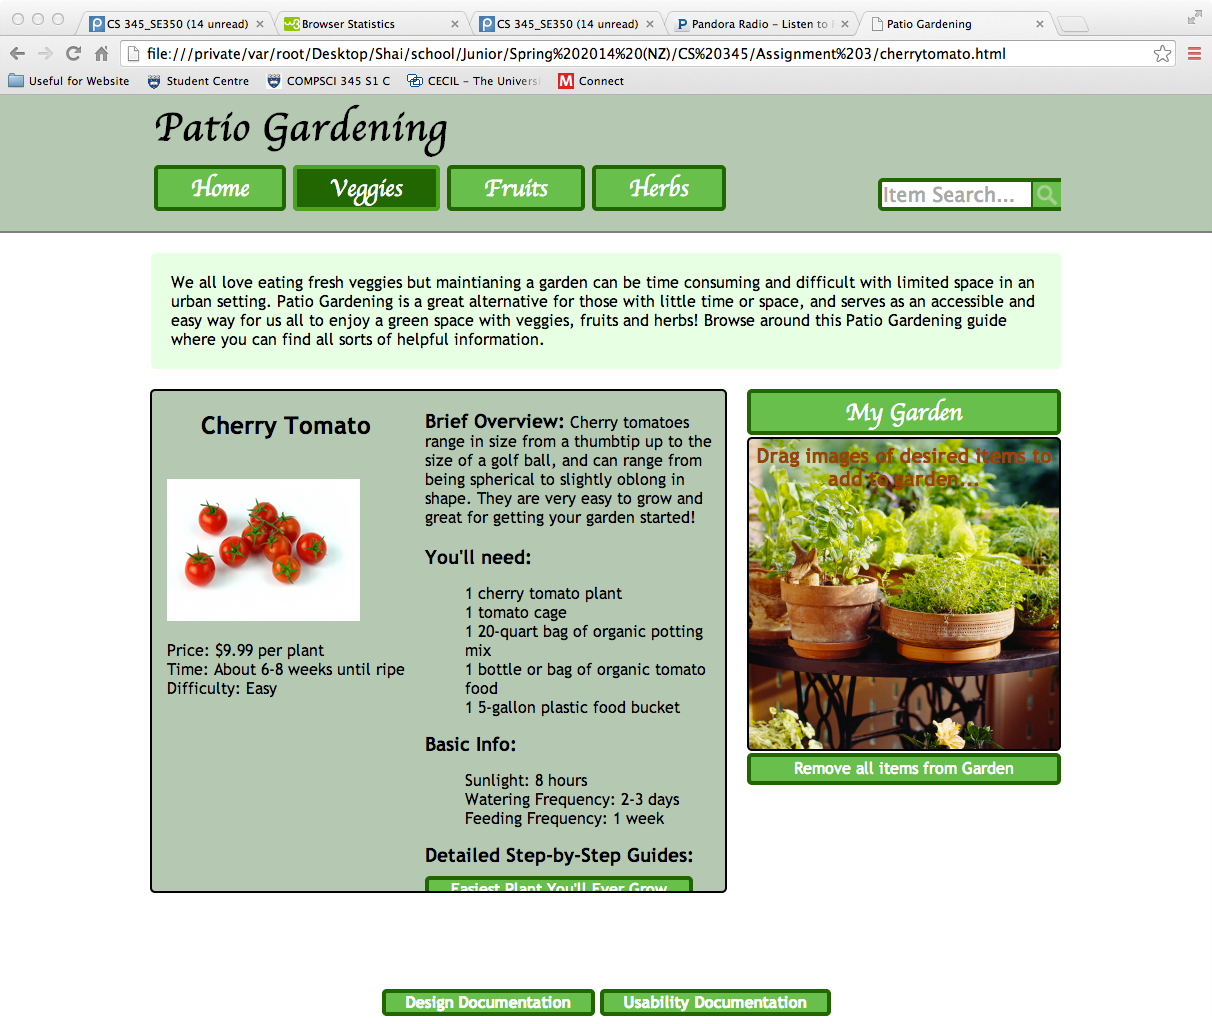 CS 345_SE350 (14 unread)
Browser Statistics
CS 345_SE350 (14 unread)
Pandora Radio – Listen to
Patio Gardening
file:///private/var/root/Desktop/Shai/school/Junior/Spring%202014%20(NZ)/CS%20345/Assignment%203/cherrytomato.html
Useful for Website
Student Centre
COMPSCI 345 S1 C
CECIL – The Universi
M Connect
Patio Gardening
Home
Veggies
Fruits
Herbs
Item Search...
We all love eating fresh veggies but maintianing a garden can be time consuming and difficult with limited space in an
urban setting. Patio Gardening is a great alternative for those with little time or space, and serves as an accessible and
easy way for us all to enjoy a green space with veggies, fruits and herbs! Browse around this Patio Gardening guide
where you can find all sorts of helpful information.
Cherry Tomato
Price: $9.99 per plant
Time: About 6-8 weeks until ripe
Difficulty: Easy
Brief Overview: Cherry tomatoes
range in size from a thumbtip up to the
size of a golf ball, and can range from
being spherical to slightly oblong in
shape. They are very easy to grow and
great for getting your garden started!
You'll need:
1 cherry tomato plant
1 tomato cage
1 20-quart bag of organic potting
mix
1 bottle or bag of organic tomato
food
1 5-gallon plastic food bucket
Basic Info:
Sunlight: 8 hours
Watering Frequency: 2-3 days
Feeding Frequency: 1 week
Detailed Step-by-Step Guides:
Easiest Plant You'll Ever Grow
My Garden
Drag images of desired items to
add to garden...
Remove all items from Garden
Design Documentation
Usability Documentation